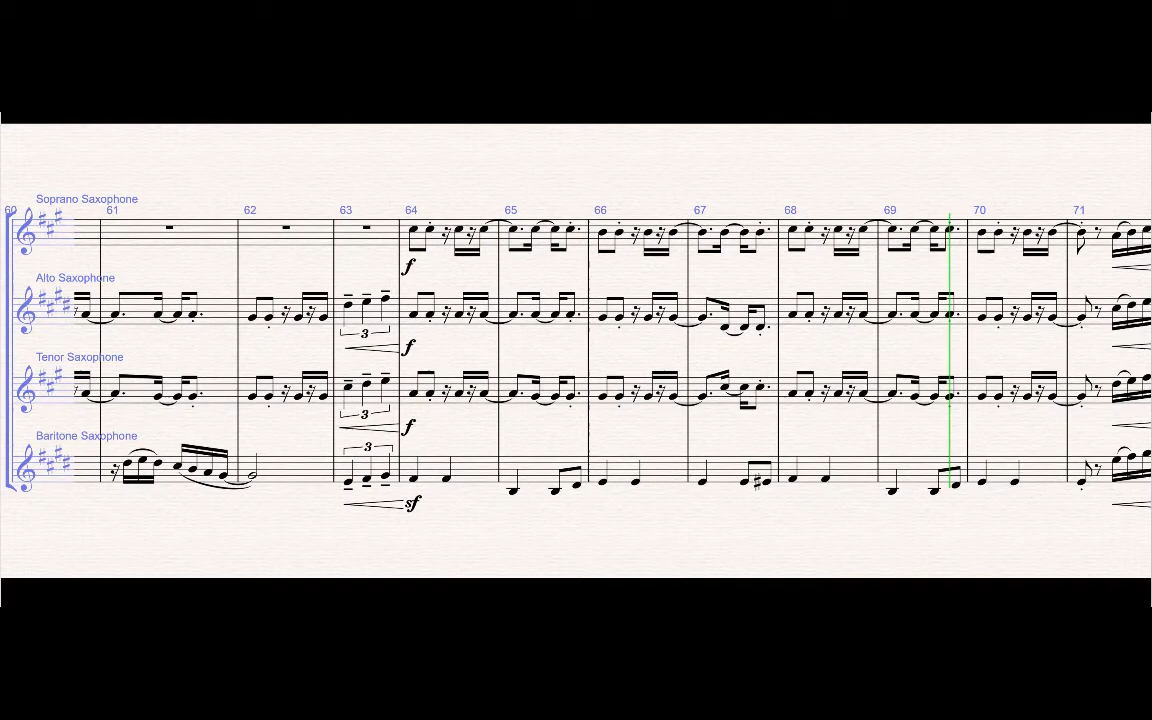 Soprano Saxophone
60 61 62 63 64 65 66 67 68 69 70 71
f
Alto Saxophone
3
f
Tenor Saxophone
3
f
Baritone Saxophone
3
sf